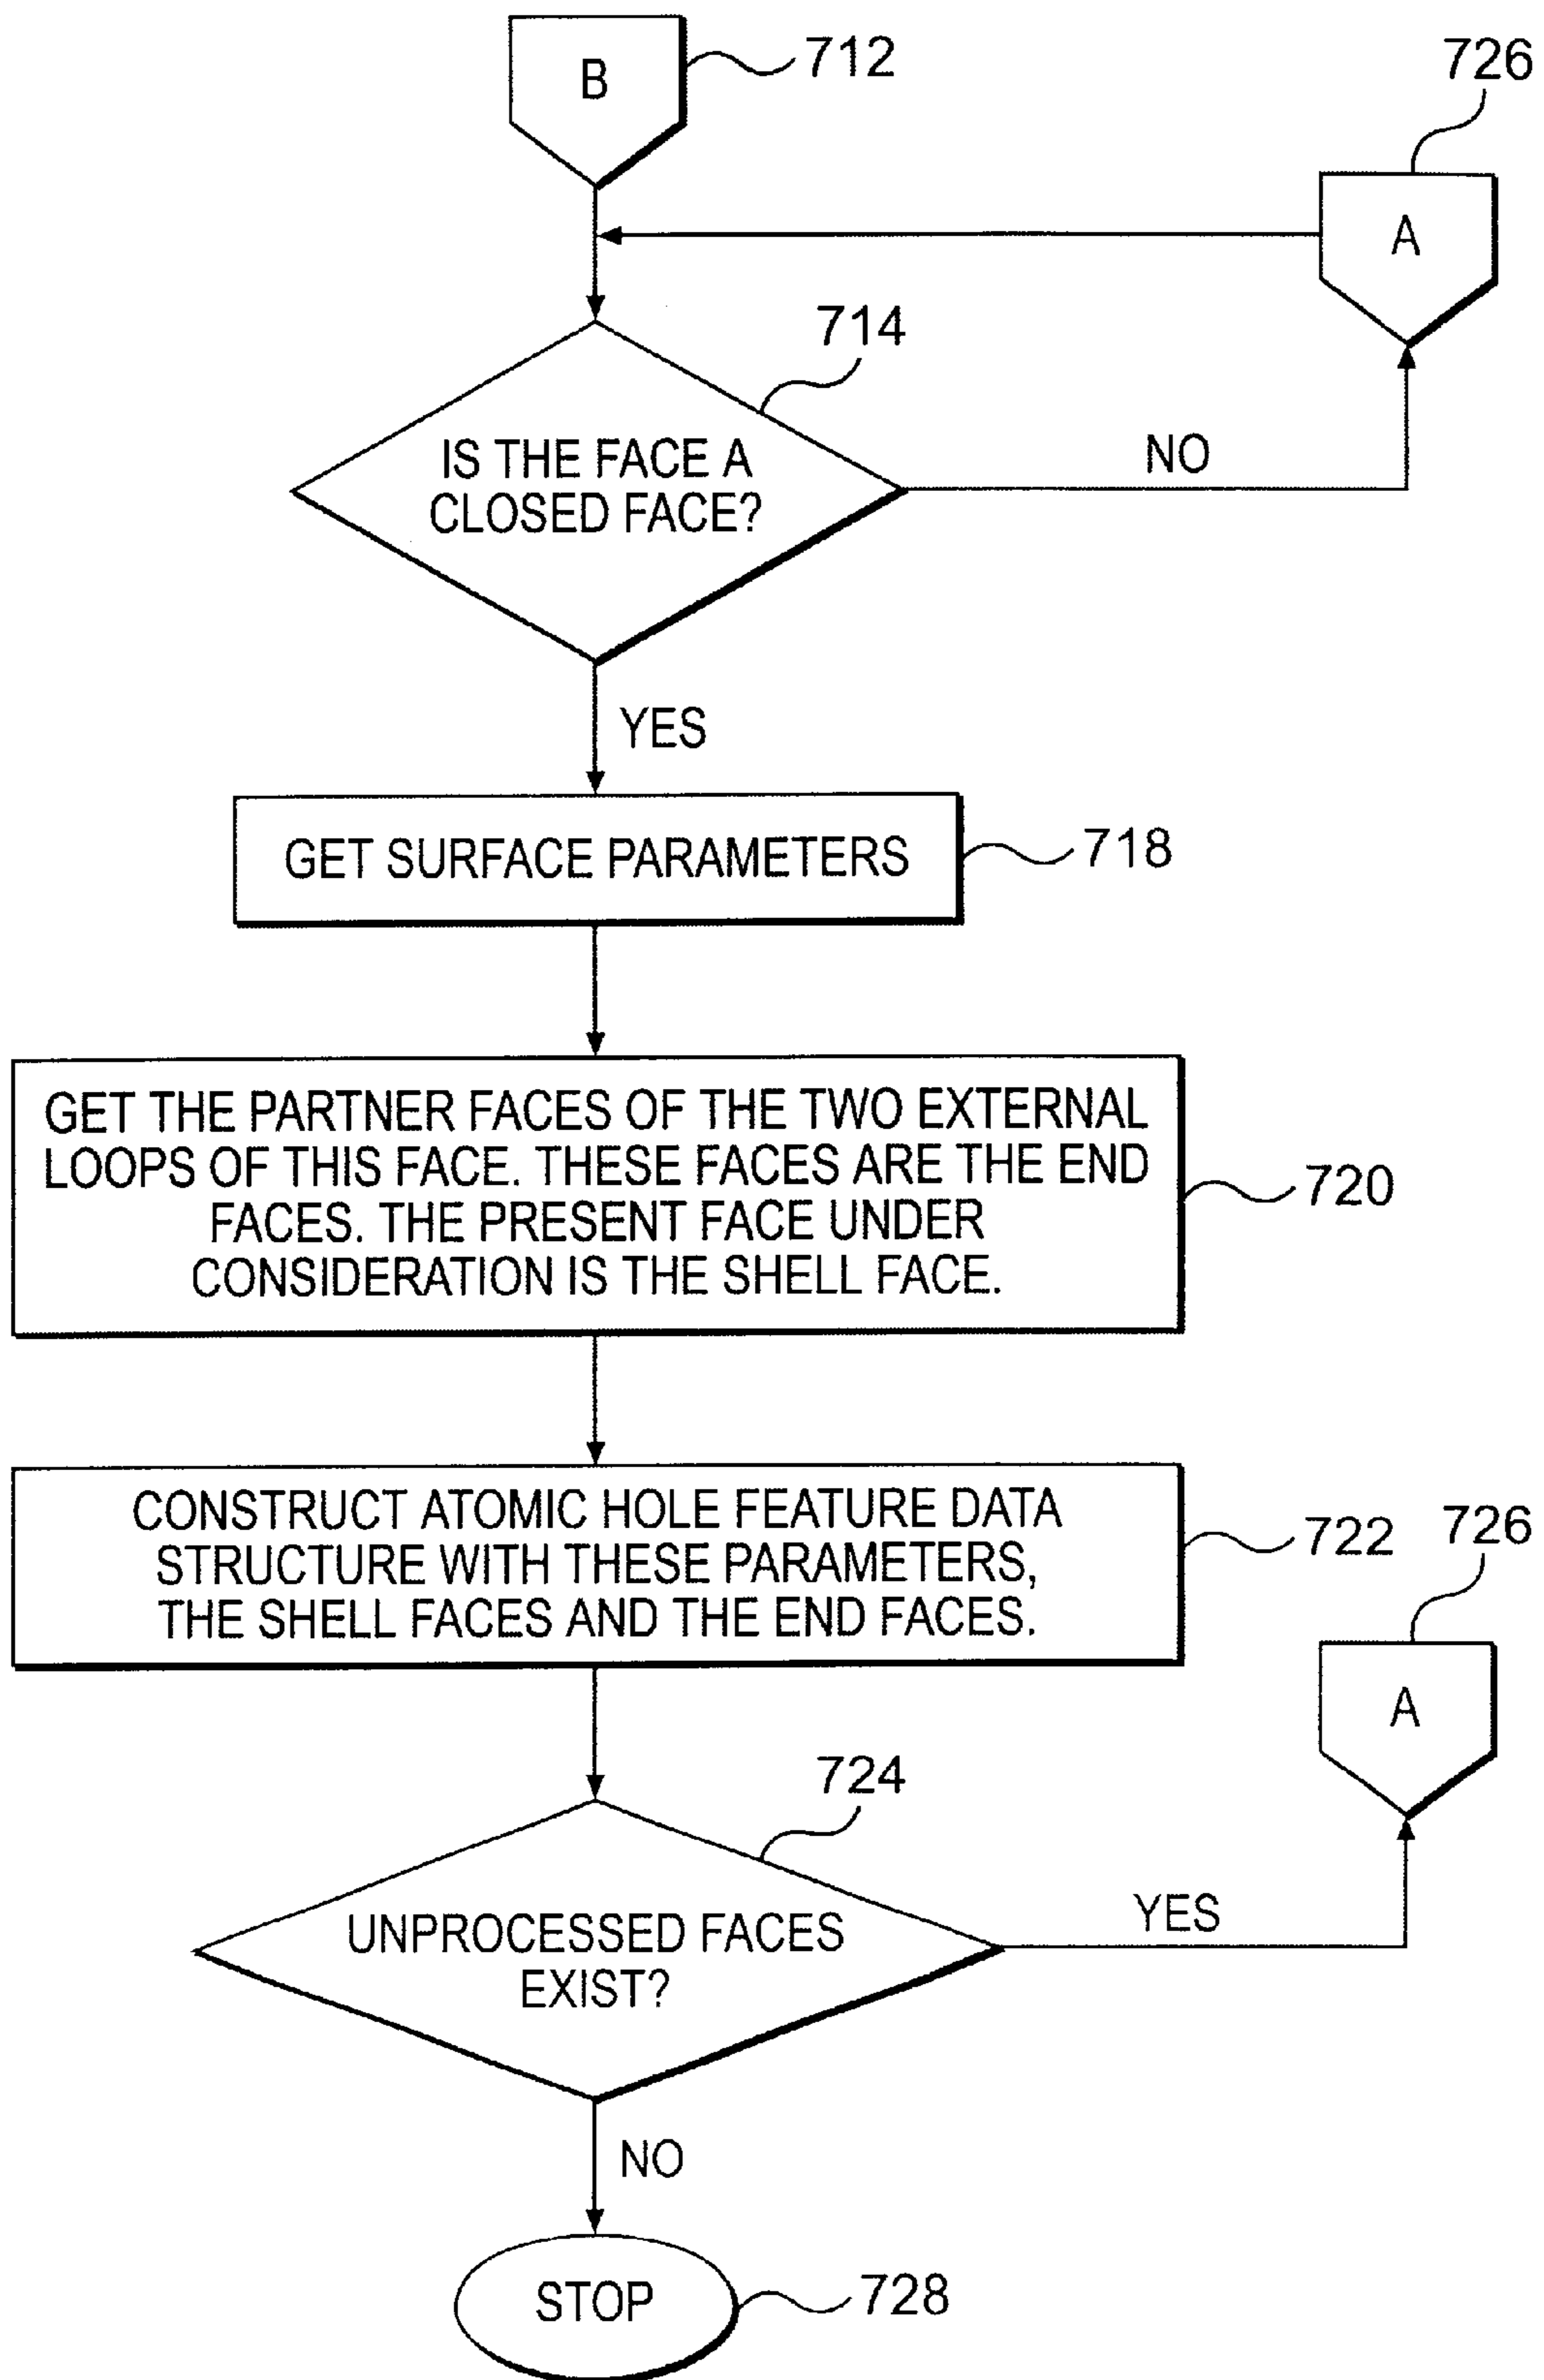 B
712
726
A
714
IS THE FACE A
CLOSED FACE?
NO
YES
GET SURFACE PARAMETERS
718
GET THE PARTNER FACES OF THE TWO EXTERNAL
LOOPS OF THIS FACE. THESE FACES ARE THE END
FACES. THE PRESENT FACE UNDER
CONSIDERATION IS THE SHELL FACE.
720
CONSTRUCT ATOMIC HOLE FEATURE DATA
STRUCTURE WITH THESE PARAMETERS,
THE SHELL FACES AND THE END FACES.
722
726
A
724
UNPROCESSED FACES
EXIST?
YES
NO
STOP
728